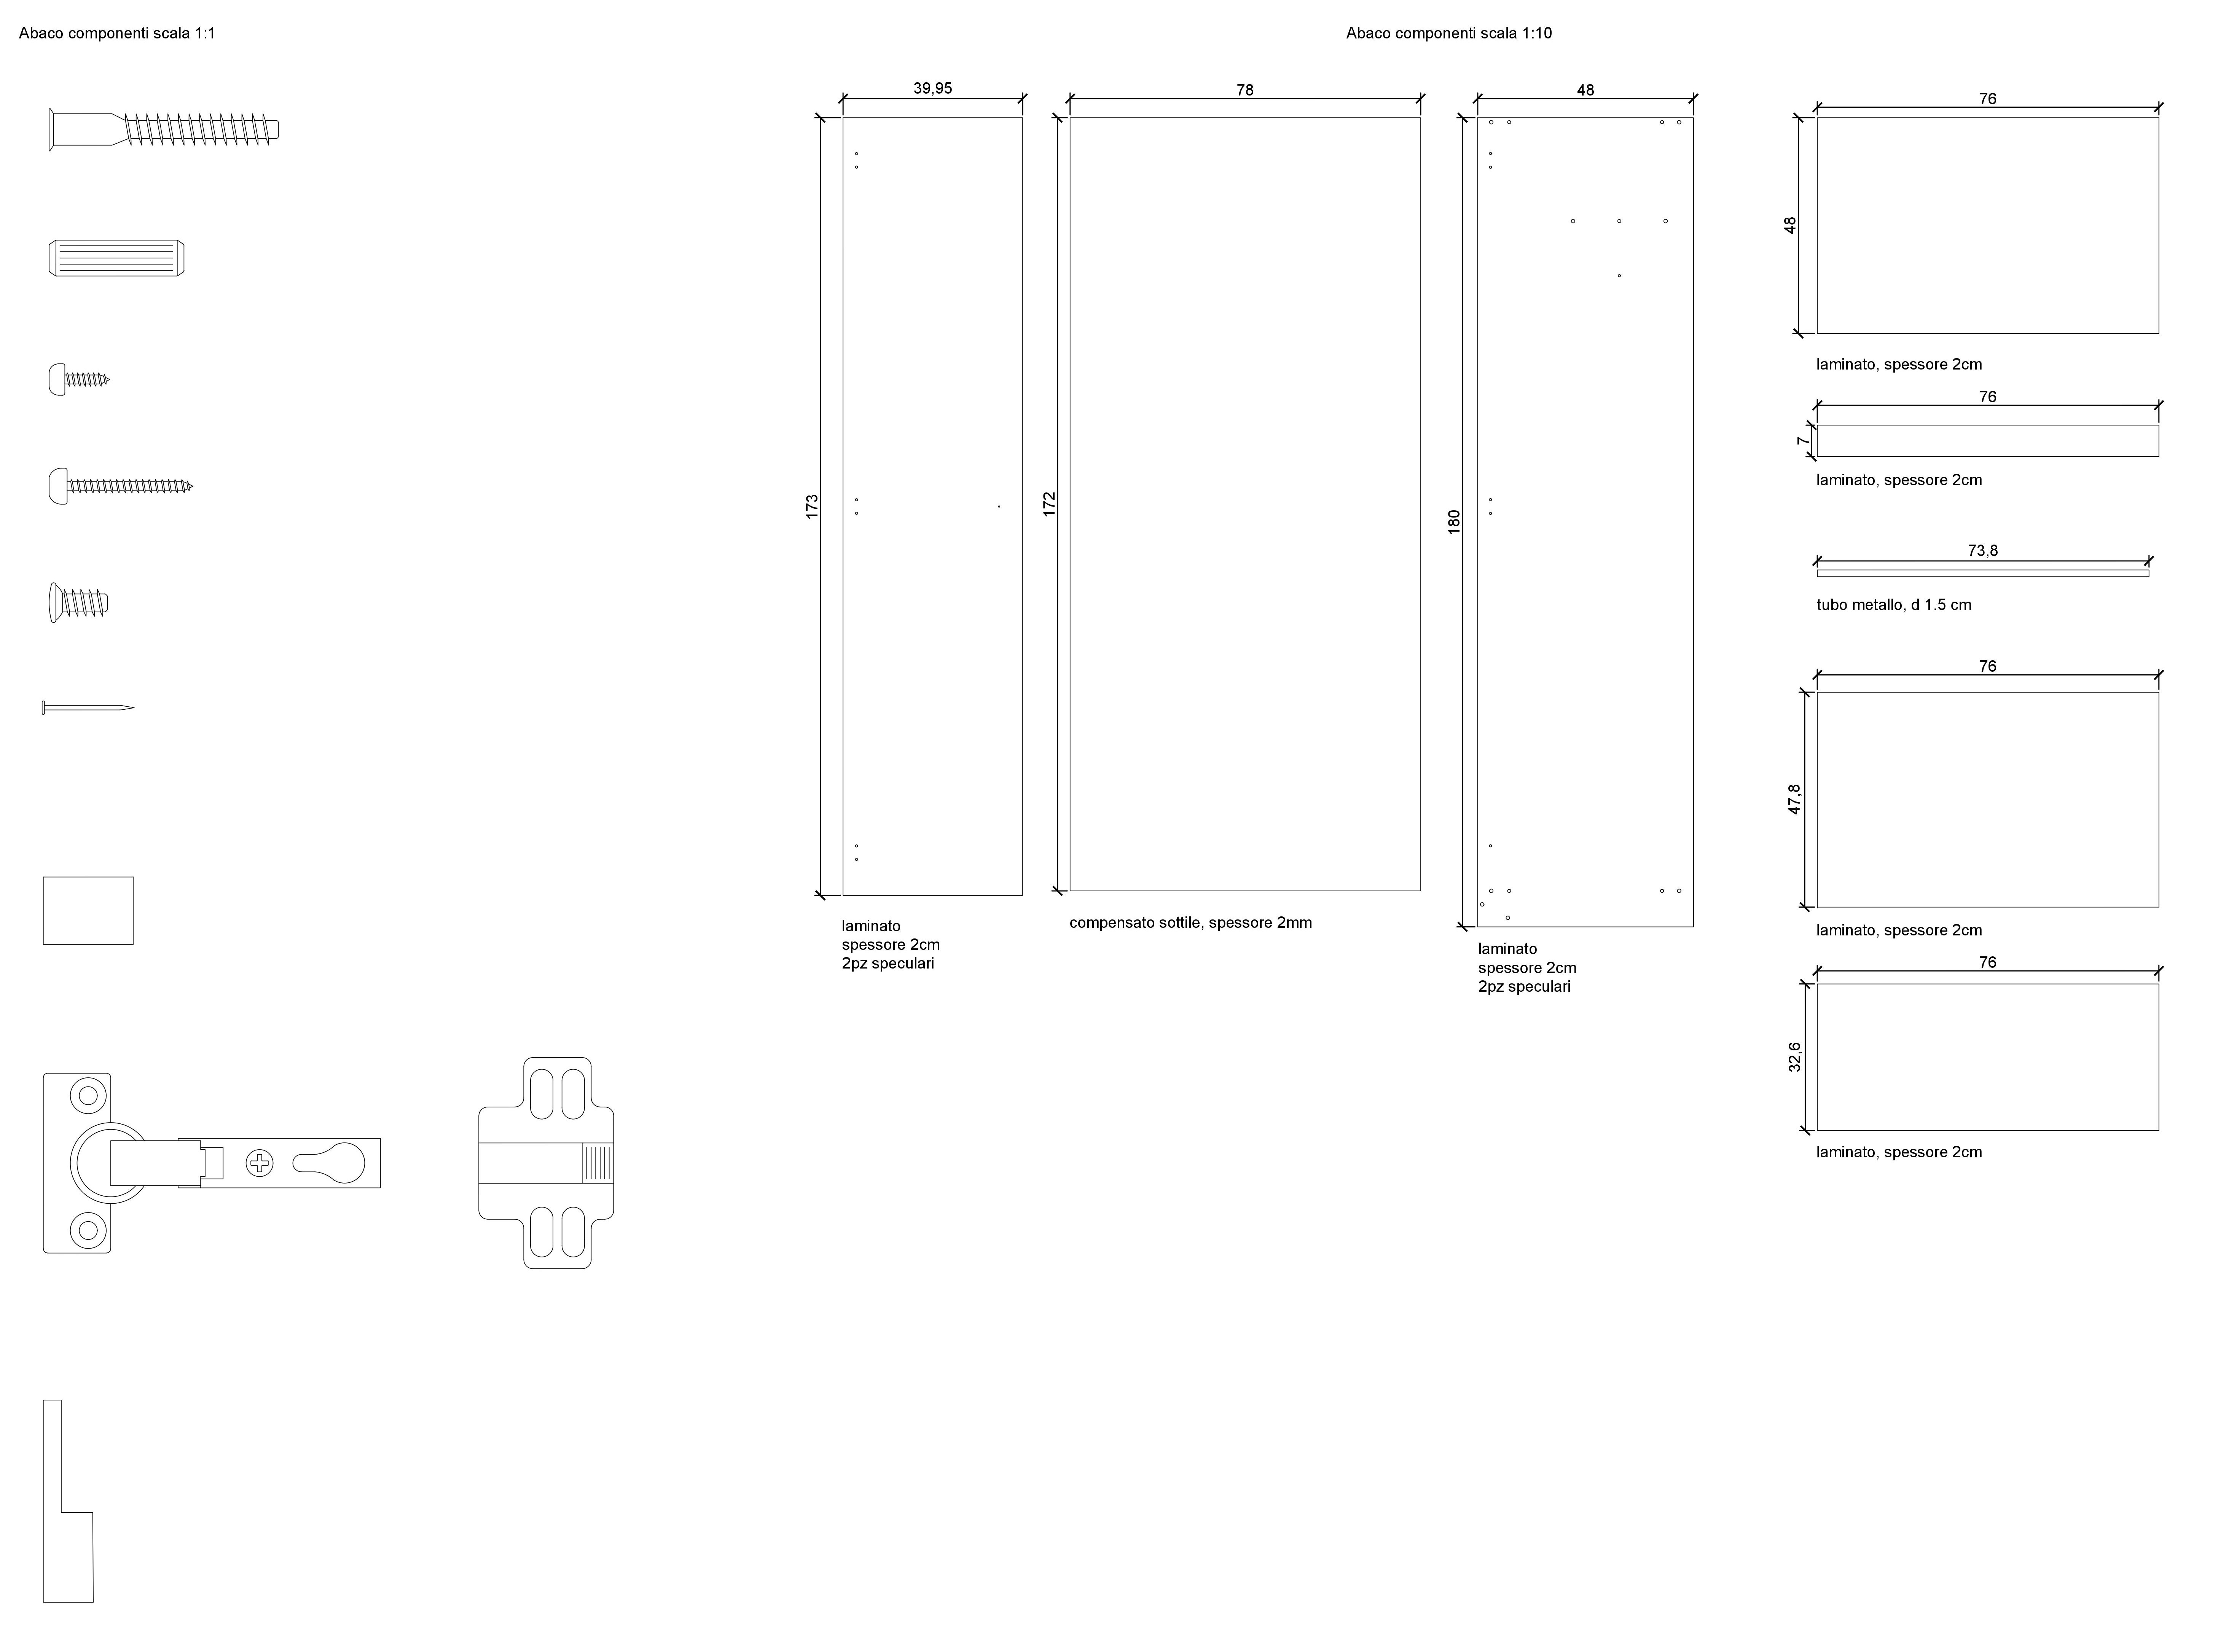 Abaco componenti scala 1:1
Abaco componenti scala 1:10
39,95
173
laminato
spessore 2cm
2pz speculari
78
172
compensato sottile, spessore 2mm
48
180
laminato
spessore 2cm
2pz speculari
76
48
laminato, spessore 2cm
76
7
laminato, spessore 2cm
73,8
tubo metallo, d 1.5 cm
76
47,8
laminato, spessore 2cm
76
32,6
laminato, spessore 2cm